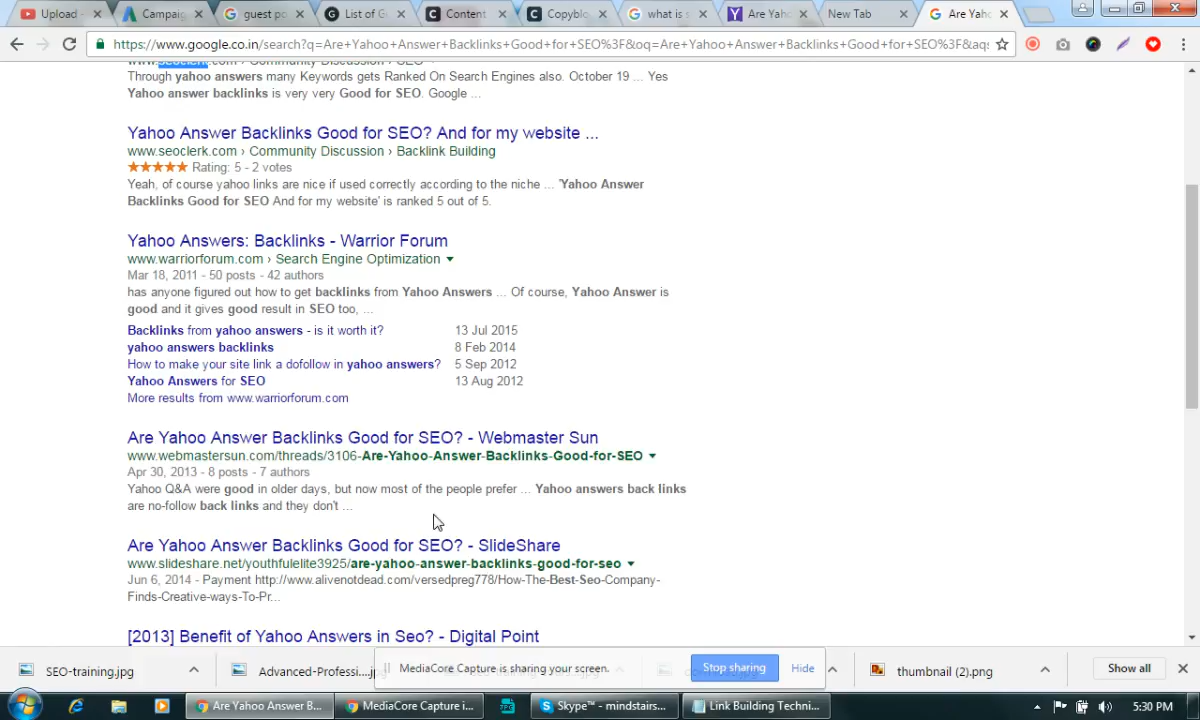 Upload -
Campaig
guest po
List of G
Content
Copyblo
what is s
Are Yaho
New Tab
Are Yaho
https://www.google.co.in/search?q=Are+Yahoo+Answer+Backlinks+Good+for+SEO%3F&oq=Are+Yahoo+Answer+Backlinks+Good+for+SEO%3F&aqs
www.seoclerk.com › Community Discussion › SEO
Through yahoo answers many Keywords gets Ranked On Search Engines also. October 19 ... Yes
Yahoo answer backlinks is very very Good for SEO. Google ...
Yahoo Answer Backlinks Good for SEO? And for my website ...
www.seoclerk.com › Community Discussion › Backlink Building
Rating: 5 - 2 votes
Yeah, of course yahoo links are nice if used correctly according to the niche ... 'Yahoo Answer
Backlinks Good for SEO And for my website' is ranked 5 out of 5.
Yahoo Answers: Backlinks - Warrior Forum
www.warriorforum.com › Search Engine Optimization
Mar 18, 2011 - 50 posts - 42 authors
has anyone figured out how to get backlinks from Yahoo Answers ... Of course, Yahoo Answer is
good and it gives good result in SEO too, ...
Backlinks from yahoo answers - is it worth it? 13 Jul 2015
yahoo answers backlinks 8 Feb 2014
How to make your site link a dofollow in yahoo answers? 5 Sep 2012
Yahoo Answers for SEO 13 Aug 2012
More results from www.warriorforum.com
Are Yahoo Answer Backlinks Good for SEO? - Webmaster Sun
www.webmastersun.com/threads/3106-Are-Yahoo-Answer-Backlinks-Good-for-SEO
Apr 30, 2013 - 8 posts - 7 authors
Yahoo Q&A were good in older days, but now most of the people prefer ... Yahoo answers back links
are no-follow back links and they don't ...
Are Yahoo Answer Backlinks Good for SEO? - SlideShare
www.slideshare.net/youthfulelite3925/are-yahoo-answer-backlinks-good-for-seo
Jun 6, 2014 - Payment http://www.alivenotdead.com/versedpreg778/How-The-Best-Seo-Company-
Finds-Creative-ways-To-Pr...
[2013] Benefit of Yahoo Answers in Seo? - Digital Point
SEO-training.jpg
Advanced-Professi....jpg
MediaCore Capture is sharing your screen.
Stop sharing
Hide
thumbnail (2).png
Show all
Are Yahoo Answer B...
MediaCore Capture i...
Skype™ - mindstairs...
Link Building Techni...
5:30 PM